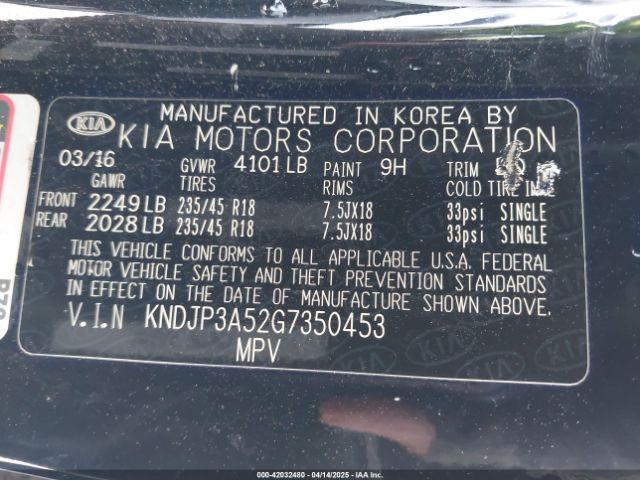 MANUFACTURED IN KOREA BY
KIA KIA MOTORS CORPORATION
03/16 GVWR 4101LB PAINT 9H TRIM
GAWR TIRES RIMS COLD TIRE
FRONT 2249LB 235/45 R18 7.5JX18 33psi SINGLE
REAR 2028LB 235/45 R18 7.5JX18 33psi SINGLE
THIS VEHICLE CONFORMS TO ALL APPLICABLE U.S.A. FEDERAL
MOTOR VEHICLE SAFETY AND THEFT PREVENTION STANDARDS
IN EFFECT ON THE DATE OF MANUFACTURE SHOWN ABOVE.
V.I.N KNDJP3A52G7350453
MPV
000-42032480 - 04/14/2025 - IAAI.COM